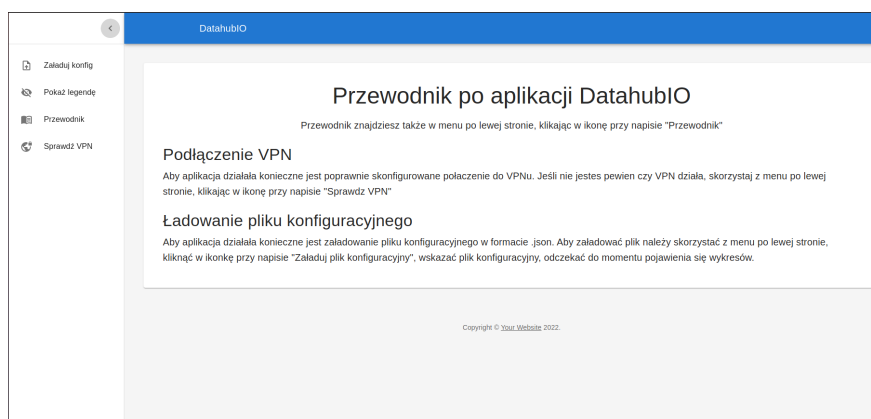 DatahubIO
Załaduj konfig
Pokaż legendę
Przewodnik
Sprawdź VPN
Przewodnik po aplikacji DatahubIO
Przewodnik znajdziesz także w menu po lewej stronie, klikając w ikonę przy napisie "Przewodnik"
Podłączenie VPN
Aby aplikacja działała konieczne jest poprawnie skonfigurowane połaczenie do VPNu. Jeśli nie jestes pewien czy VPN działa, skorzystaj z menu po lewej
stronie, klikając w ikonę przy napisie "Sprawdz VPN"
Ładowanie pliku konfiguracyjnego
Aby aplikacja działała konieczne jest załadowanie pliku konfiguracyjnego w formacie .json. Aby załadować plik należy skorzystać z menu po lewej stronie,
kliknąć w ikonkę przy napisie "Załaduj plik konfiguracyjny", wskazać plik konfiguracyjny, odczekać do momentu pojawienia się wykresów.
Copyright © Your Website 2022.